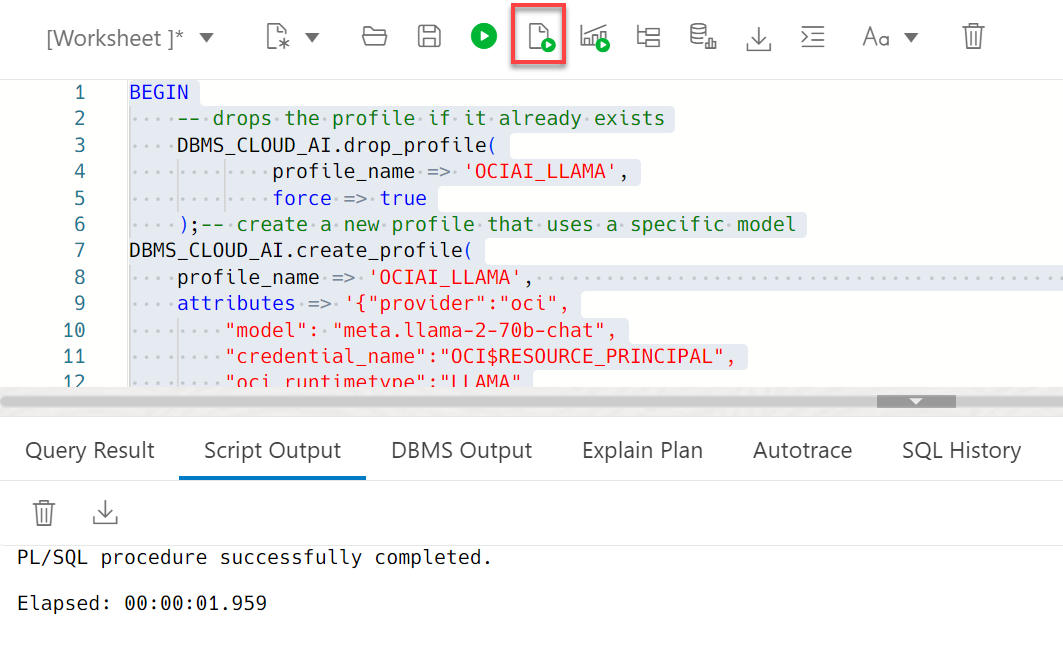 [Worksheet ]*
Aa
1 BEGIN
2 -- drops the profile if it already exists
3 DBMS_CLOUD_AI.drop_profile(
4 profile_name => 'OCIAI_LLAMA',
5 force => true
6 );-- create a new profile that uses a specific model
7 DBMS_CLOUD_AI.create_profile(
8 profile_name => 'OCIAI_LLAMA',
9 attributes => '{"provider":"oci",
10 "model": "meta.llama-2-70b-chat",
11 "credential_name":"OCI$RESOURCE_PRINCIPAL",
12 "oci_runtimetype":"LLAMA"
Query Result Script Output DBMS Output Explain Plan Autotrace SQL History
PL/SQL procedure successfully completed.
Elapsed: 00:00:01.959